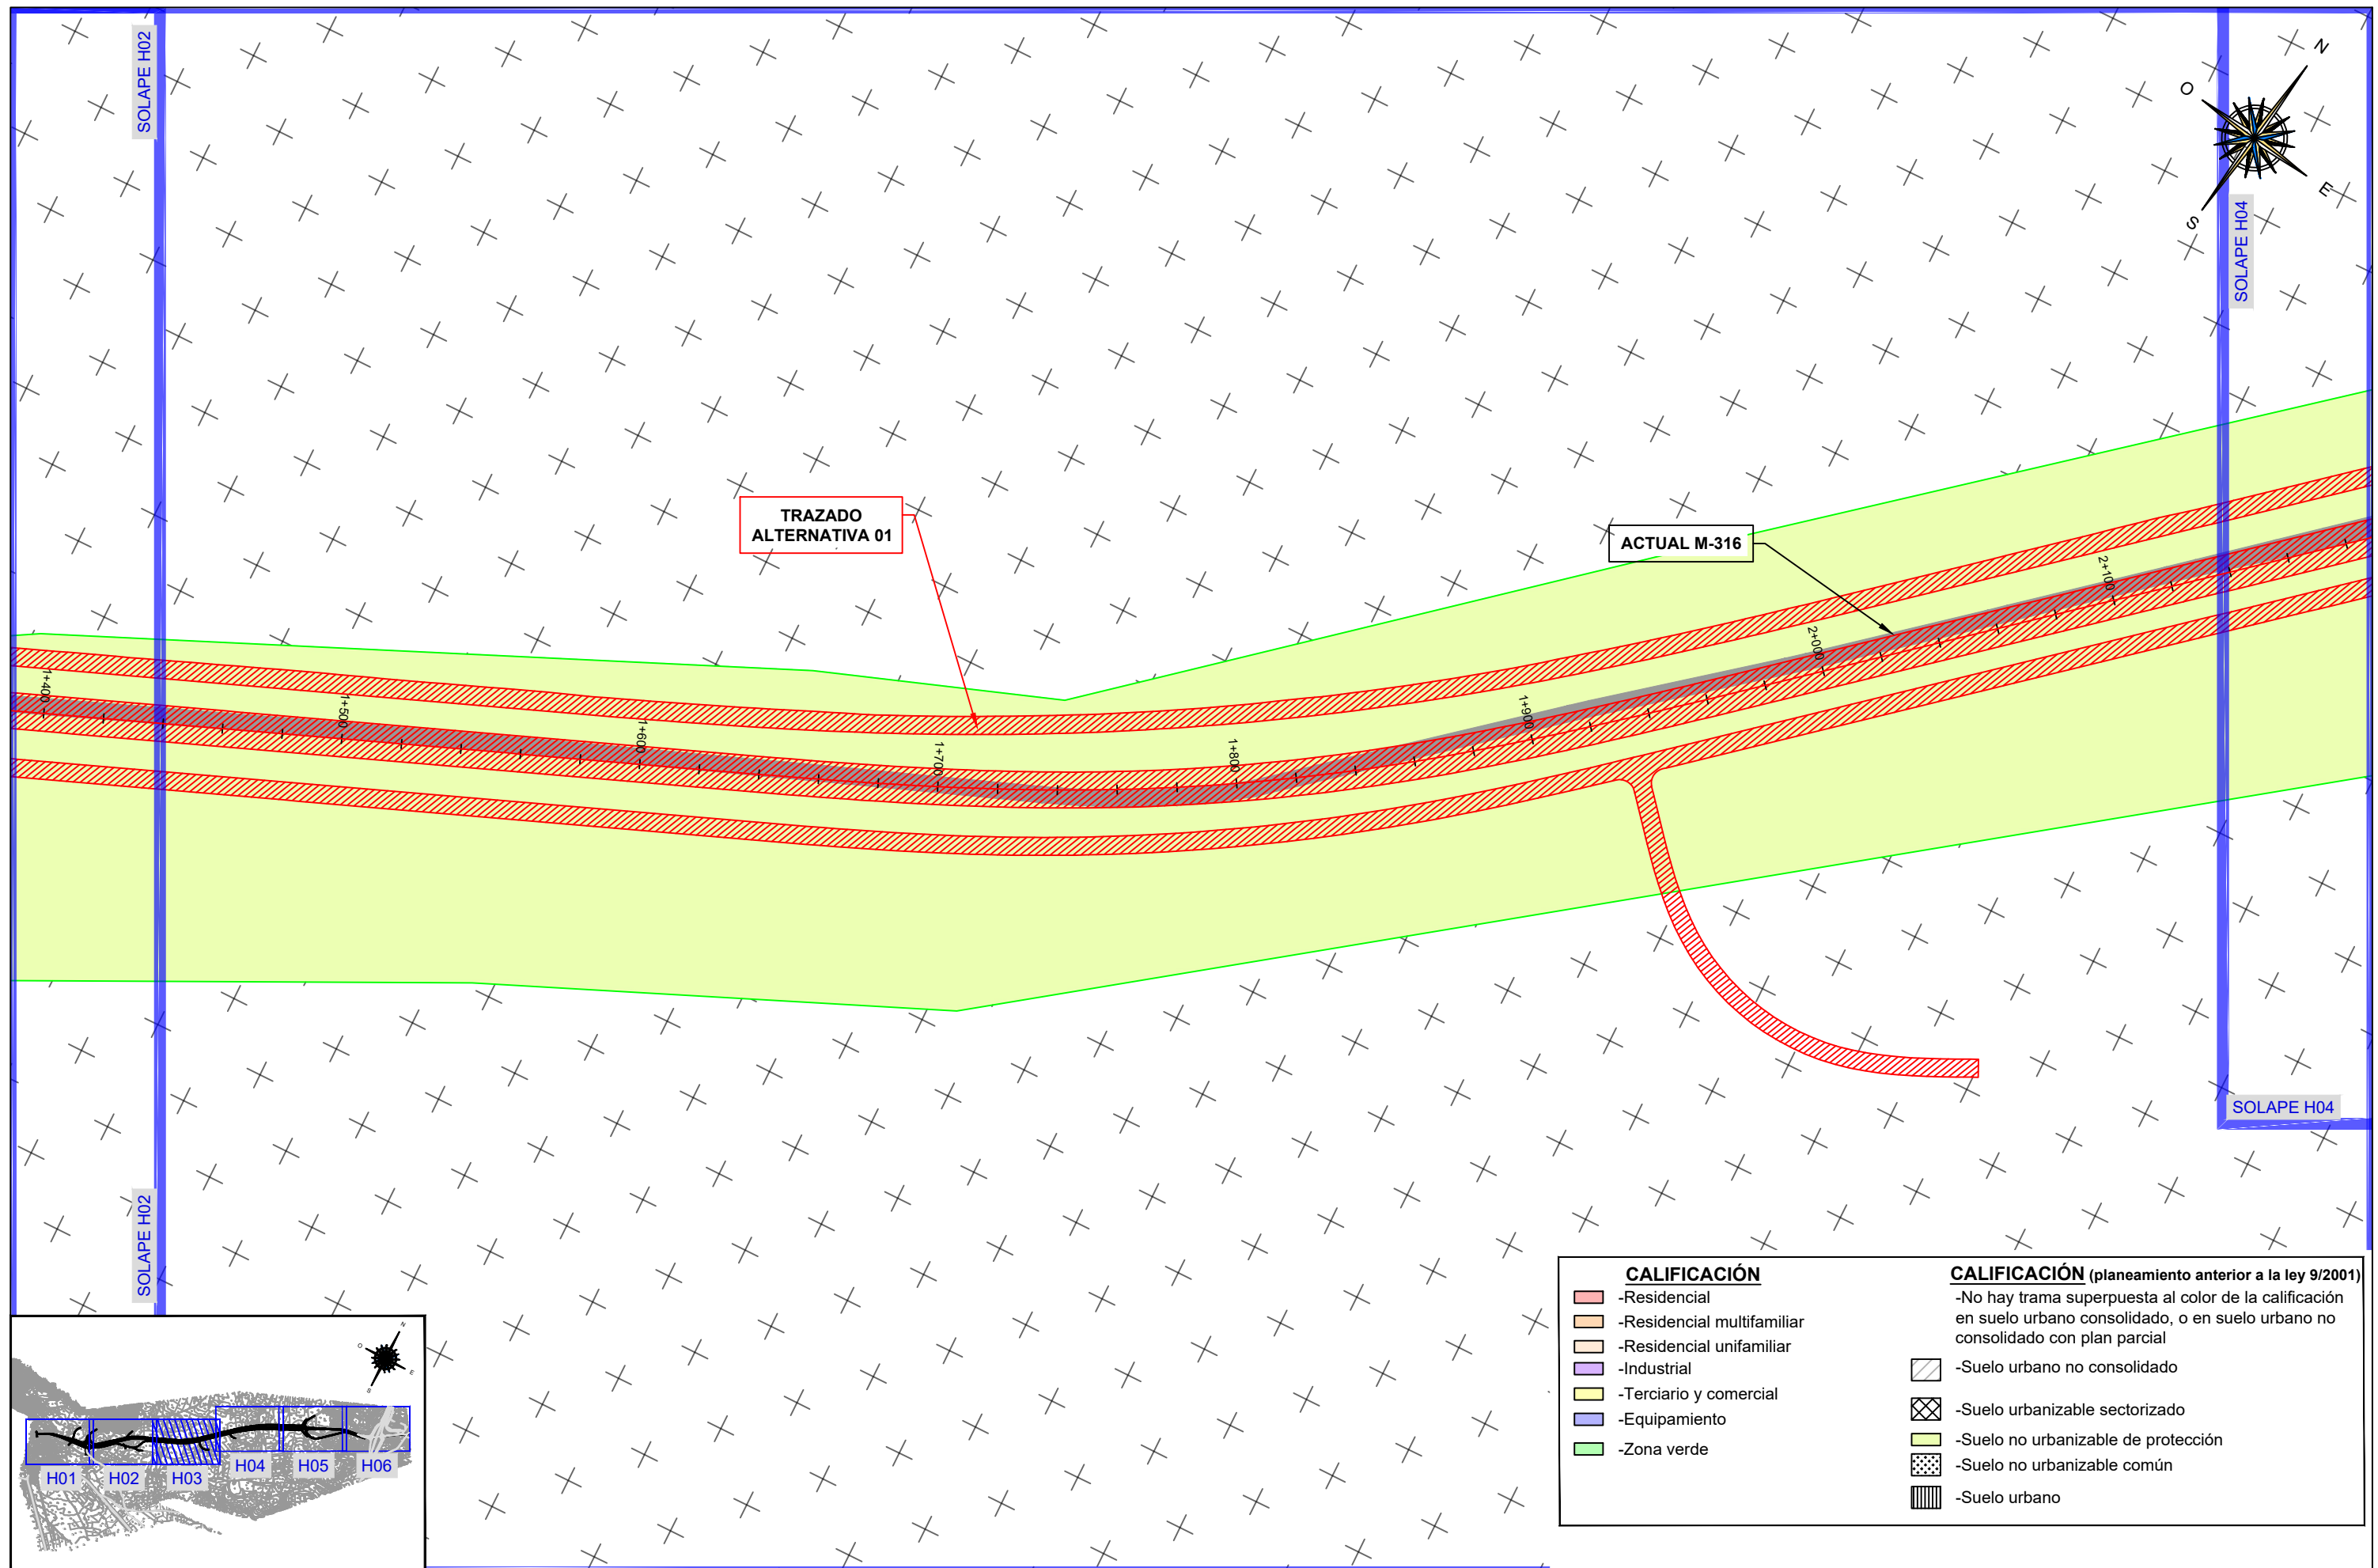 SOLAPE H02
N
O
E
S
SOLAPE H04
TRAZADO
ALTERNATIVA 01
ACTUAL M-316
1+400
1+500
1+600
1+700
1+800
1+900
2+000
2+100
SOLAPE H04
SOLAPE H02
N
O
E
S
H01
H02
H03
H04
H05
H06
CALIFICACIÓN
-Residencial
-Residencial multifamiliar
-Residencial unifamiliar
-Industrial
-Terciario y comercial
-Equipamiento
-Zona verde
CALIFICACIÓN (planeamiento anterior a la ley 9/2001)
-No hay trama superpuesta al color de la calificación
en suelo urbano consolidado, o en suelo urbano no
consolidado con plan parcial
-Suelo urbano no consolidado
-Suelo urbanizable sectorizado
-Suelo no urbanizable de protección
-Suelo no urbanizable común
-Suelo urbano